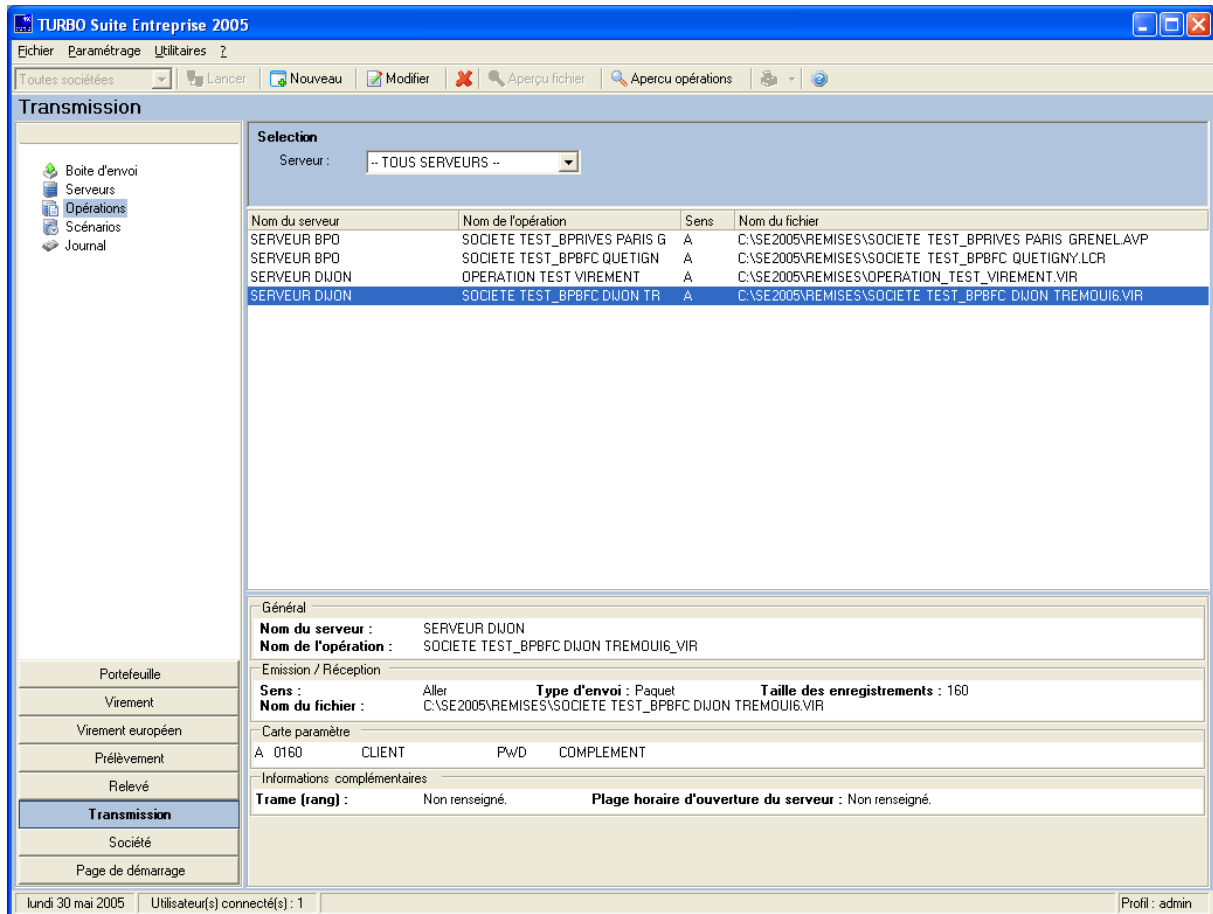 TURBO Suite Entreprise 2005
Fichier Paramétrage Utilitaires ?
Toutes sociétées Lancer Nouveau Modifier Aperçu fichier Apercu opérations
Transmission
Boite d'envoi
Serveurs
Opérations
Scénarios
Journal
Selection
Serveur : -- TOUS SERVEURS --
Nom du serveur Nom de l'opération Sens Nom du fichier
SERVEUR BPO SOCIETE TEST_BPRIVES PARIS G A C:\SE2005\REMISES\SOCIETE TEST_BPRIVES PARIS GRENEL.AVP
SERVEUR BPO SOCIETE TEST_BPBFC QUETIGN A C:\SE2005\REMISES\SOCIETE TEST_BPBFC QUETIGNY.LCR
SERVEUR DIJON OPERATION TEST VIREMENT A C:\SE2005\REMISES\OPERATION_TEST_VIREMENT.VIR
SERVEUR DIJON SOCIETE TEST_BPBFC DIJON TR A C:\SE2005\REMISES\SOCIETE TEST_BPBFC DIJON TREMOUI6.VIR
Général
Nom du serveur : SERVEUR DIJON
Nom de l'opération : SOCIETE TEST_BPBFC DIJON TREMOUI6_VIR
Emission / Réception
Sens : Aller Type d'envoi : Paquet Taille des enregistrements : 160
Nom du fichier : C:\SE2005\REMISES\SOCIETE TEST_BPBFC DIJON TREMOUI6.VIR
Carte paramètre
A 0160 CLIENT PWD COMPLEMENT
Informations complémentaires
Trame (rang) : Non renseigné. Plage horaire d'ouverture du serveur : Non renseigné.
Portefeuille
Virement
Virement européen
Prélèvement
Relevé
Transmission
Société
Page de démarrage
lundi 30 mai 2005 Utilisateur(s) connecté(s) : 1 Profil : admin